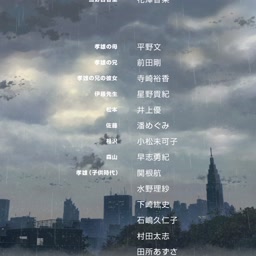 花澤香菜
孝雄の母 平野文
孝雄の兄 前田剛
孝雄の兄の彼女 寺崎裕香
伊藤先生 星野貴紀
松本 井上優
佐藤 潘めぐみ
相沢 小松未可子
森山 早志勇紀
孝雄(子供時代) 関根航
水野理紗
下崎紘史
石嶋久仁子
村田太志
田所あずさ